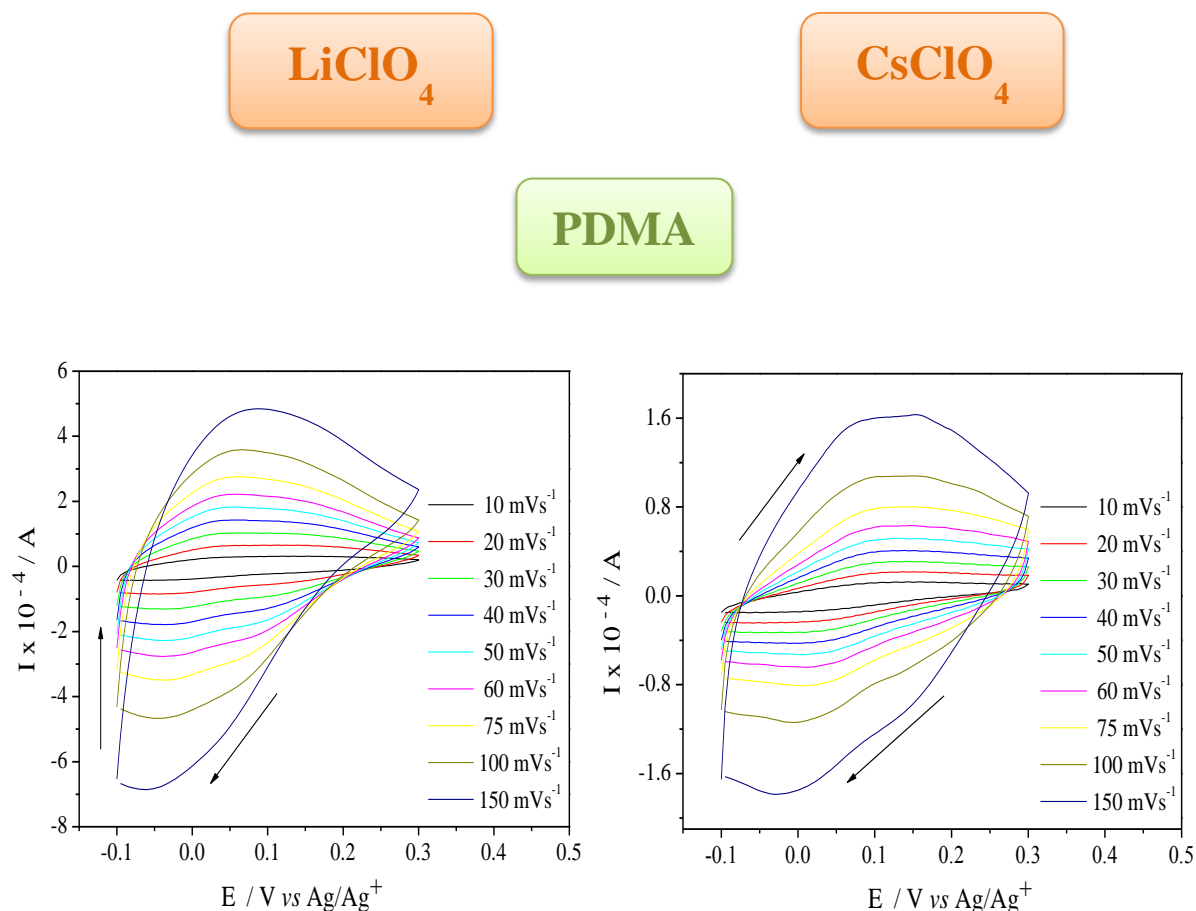 LiClO₄
CsClO₄
PDMA
I x 10⁻⁴ / A
6
4
2
0
-2
-4
-6
-8
-0.1 0.0 0.1 0.2 0.3 0.4 0.5
E / V vs Ag/Ag⁺
10 mVs⁻¹
20 mVs⁻¹
30 mVs⁻¹
40 mVs⁻¹
50 mVs⁻¹
60 mVs⁻¹
75 mVs⁻¹
100 mVs⁻¹
150 mVs⁻¹
I x 10⁻⁴ / A
1.6
0.8
0.0
-0.8
-1.6
-0.1 0.0 0.1 0.2 0.3 0.4 0.5
E / V vs Ag/Ag⁺
10 mVs⁻¹
20 mVs⁻¹
30 mVs⁻¹
40 mVs⁻¹
50 mVs⁻¹
60 mVs⁻¹
75 mVs⁻¹
100 mVs⁻¹
150 mVs⁻¹